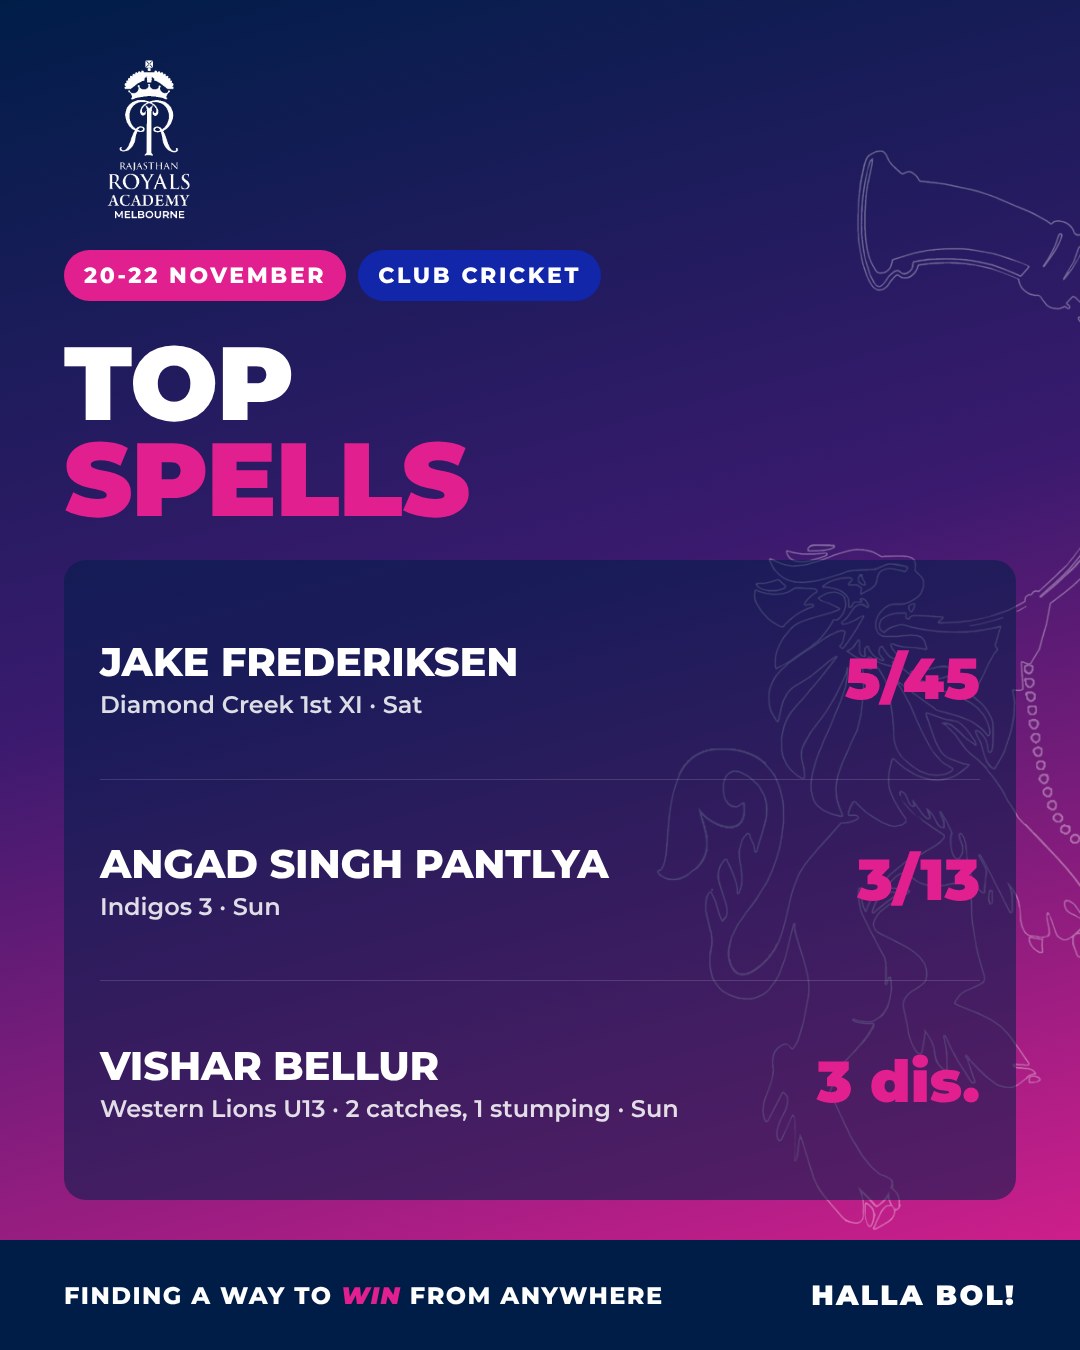 RAJASTHAN
ROYALS
ACADEMY
MELBOURNE
20-22 NOVEMBER
CLUB CRICKET
TOP
SPELLS
JAKE FREDERIKSEN
5/45
Diamond Creek 1st XI · Sat
ANGAD SINGH PANTLYA
3/13
Indigos 3 · Sun
VISHAR BELLUR
3 dis.
Western Lions U13 · 2 catches, 1 stumping · Sun
FINDING A WAY TO WIN FROM ANYWHERE
HALLA BOL!